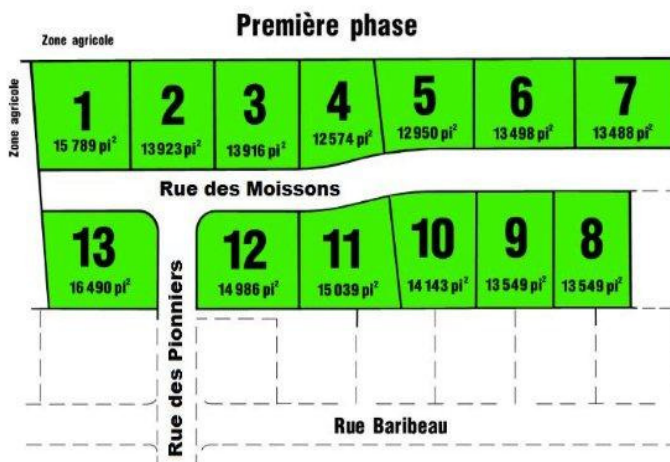 Première phase
Zone agricole
Zone agricole
1
15 789 pi²
2
13 923 pi²
3
13 916 pi²
4
12 574 pi²
5
12 950 pi²
6
13 498 pi²
7
13 488 pi²
Rue des Moissons
13
16 490 pi²
Rue des Pionniers
12
14 986 pi²
11
15 039 pi²
10
14 143 pi²
9
13 549 pi²
8
13 549 pi²
Rue Baribeau